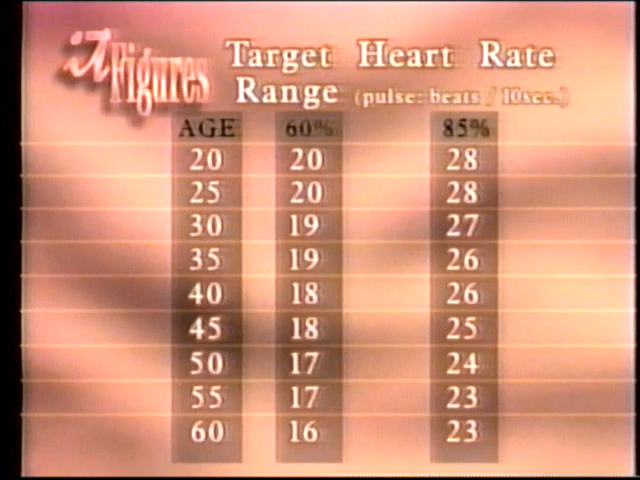 it Figures
Target Heart Rate
Range (pulse: beats / 10sec.)
AGE 60% 85%
20 20 28
25 20 28
30 19 27
35 19 26
40 18 26
45 18 25
50 17 24
55 17 23
60 16 23